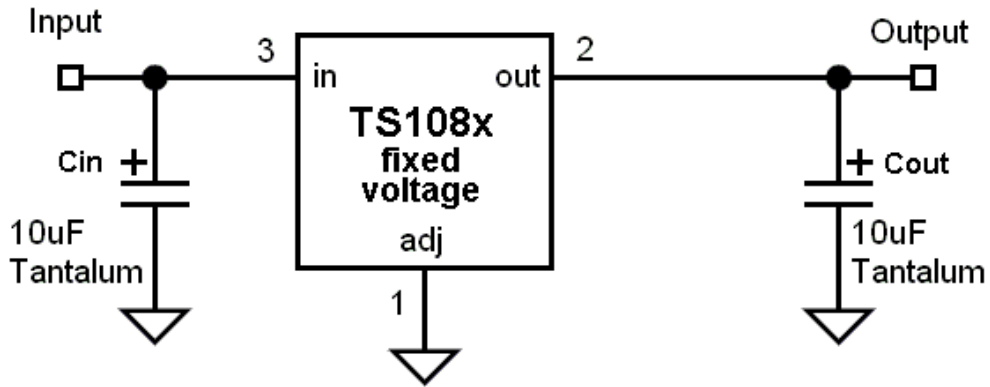 Input
Output
3
2
in
out
TS108x
fixed
voltage
Cin +
+ Cout
10uF
Tantalum
adj
10uF
Tantalum
1